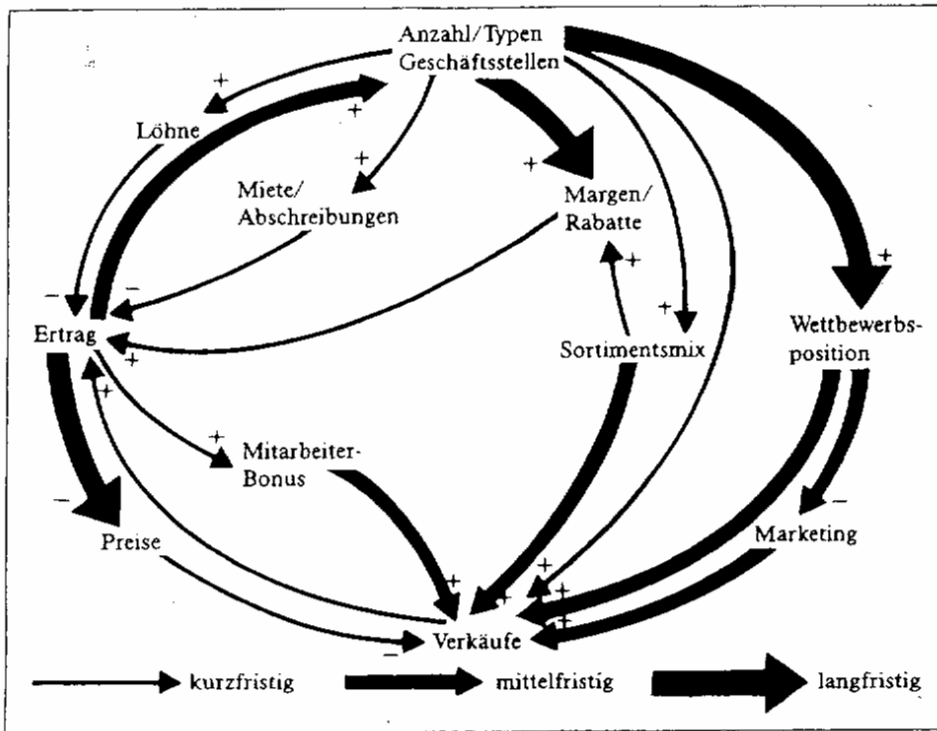 Anzahl/Typen
Geschäftsstellen
+
+
Löhne
+
+
Miete/
Abschreibungen
Margen/
Rabatte
+
+
+
−
−
Ertrag
+
Sortimentsmix
Wettbewerbs-
position
+
+
Mitarbeiter-
Bonus
−
−
Preise
Marketing
+
+
+
+
+
−
Verkäufe
kurzfristig
mittelfristig
langfristig